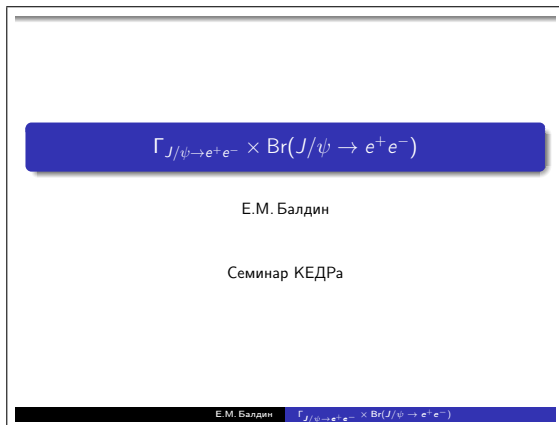 Γ_{J/ψ→e⁺e⁻} × Br(J/ψ → e⁺e⁻)
Е.М. Балдин
Семинар КЕДРа
Е.М. Балдин Γ_{J/ψ→e⁺e⁻} × Br(J/ψ → e⁺e⁻)